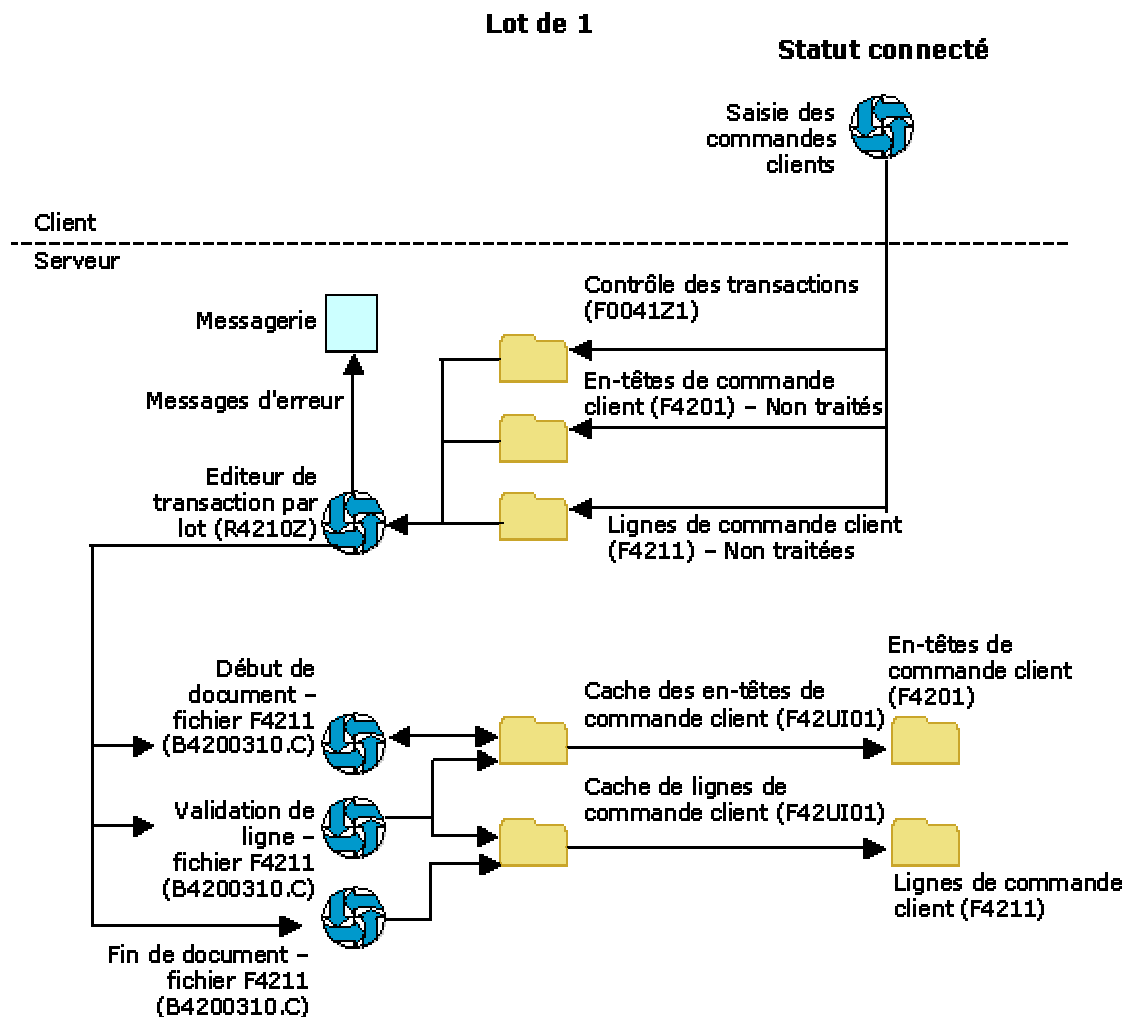 Lot de 1
Statut connecté
Saisie des
commandes
clients
Client
Serveur
Contrôle des transactions
(F0041Z1)
Messagerie
En-têtes de commande
client (F4201) – Non traités
Messages d'erreur
Editeur de
transaction par
lot (R4210Z)
Lignes de commande client
(F4211) – Non traitées
Début de
document –
fichier F4211
(B4200310.C)
Cache des en-têtes de
commande client (F42UI01)
En-têtes de
commande client
(F4201)
Validation de
ligne –
fichier F4211
(B4200310.C)
Cache de lignes de
commande client (F42UI01)
Lignes de commande
client (F4211)
Fin de document –
fichier F4211
(B4200310.C)